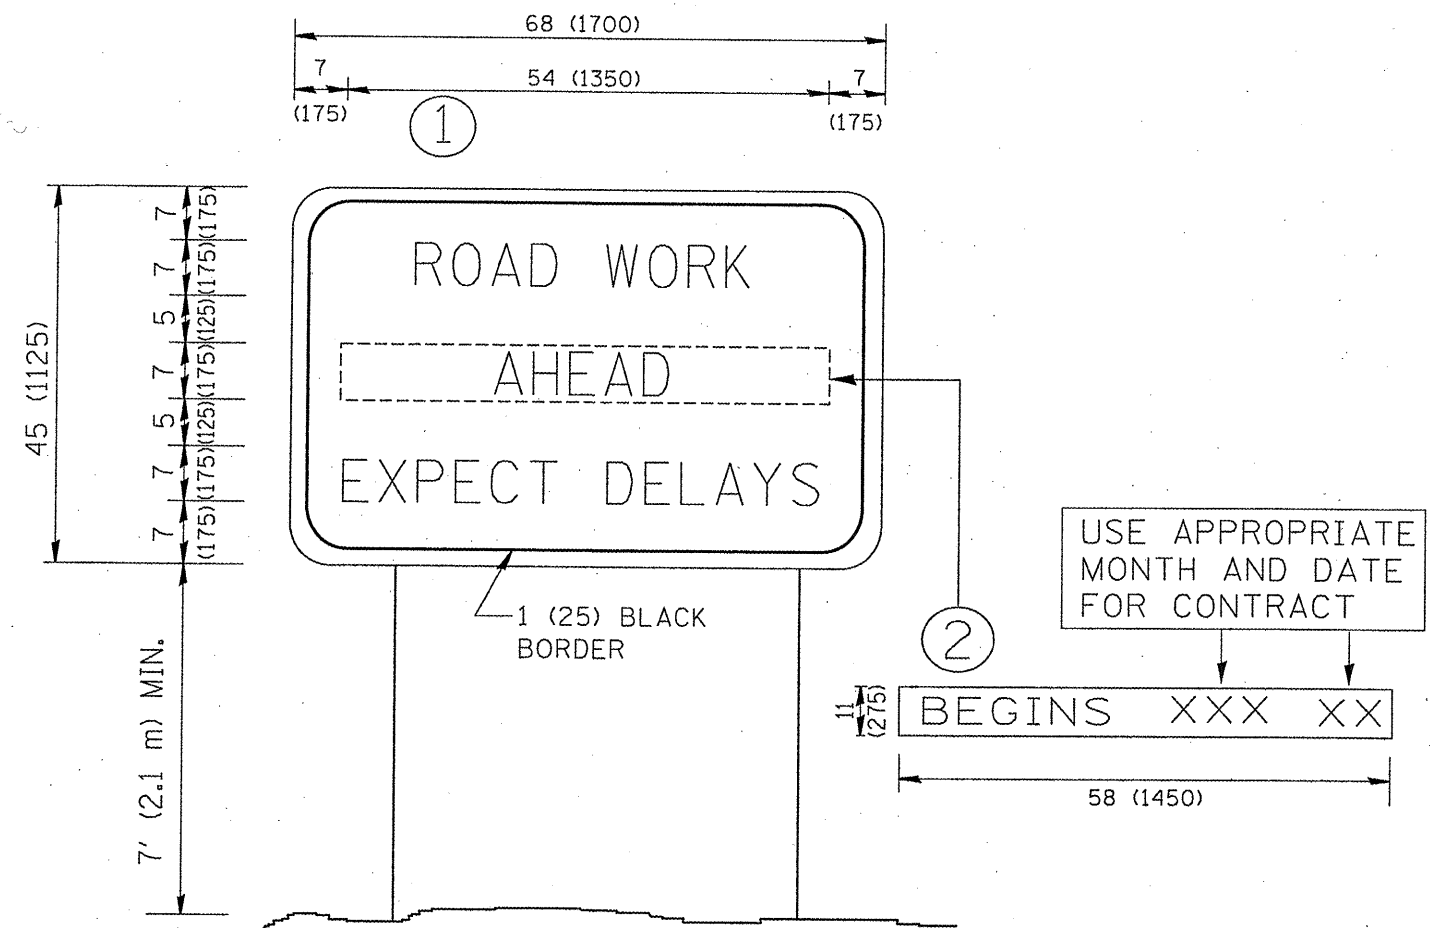 68 (1700)
7
54 (1350)
7
(175)
(175)
1
45 (1125)
7 (175)
7 (175)
5 (125)
7 (175)
5 (125)
7 (175)
7 (175)
ROAD WORK
AHEAD
EXPECT DELAYS
1 (25) BLACK
BORDER
7' (2.1 m) MIN.
2
USE APPROPRIATE
MONTH AND DATE
FOR CONTRACT
11 (275)
BEGINS XXX XX
58 (1450)